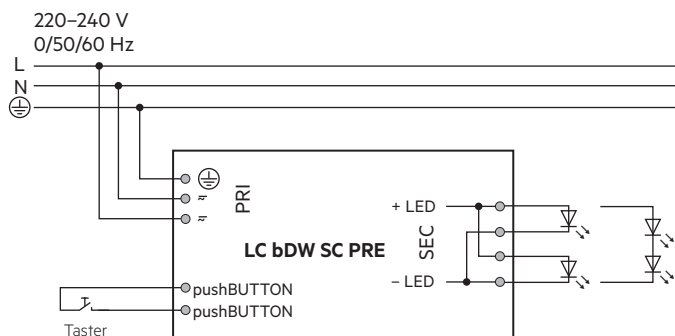 220–240 V
0/50/60 Hz
L
N
PRI
+ LED
SEC
LC bDW SC PRE
– LED
pushBUTTON
pushBUTTON
Taster